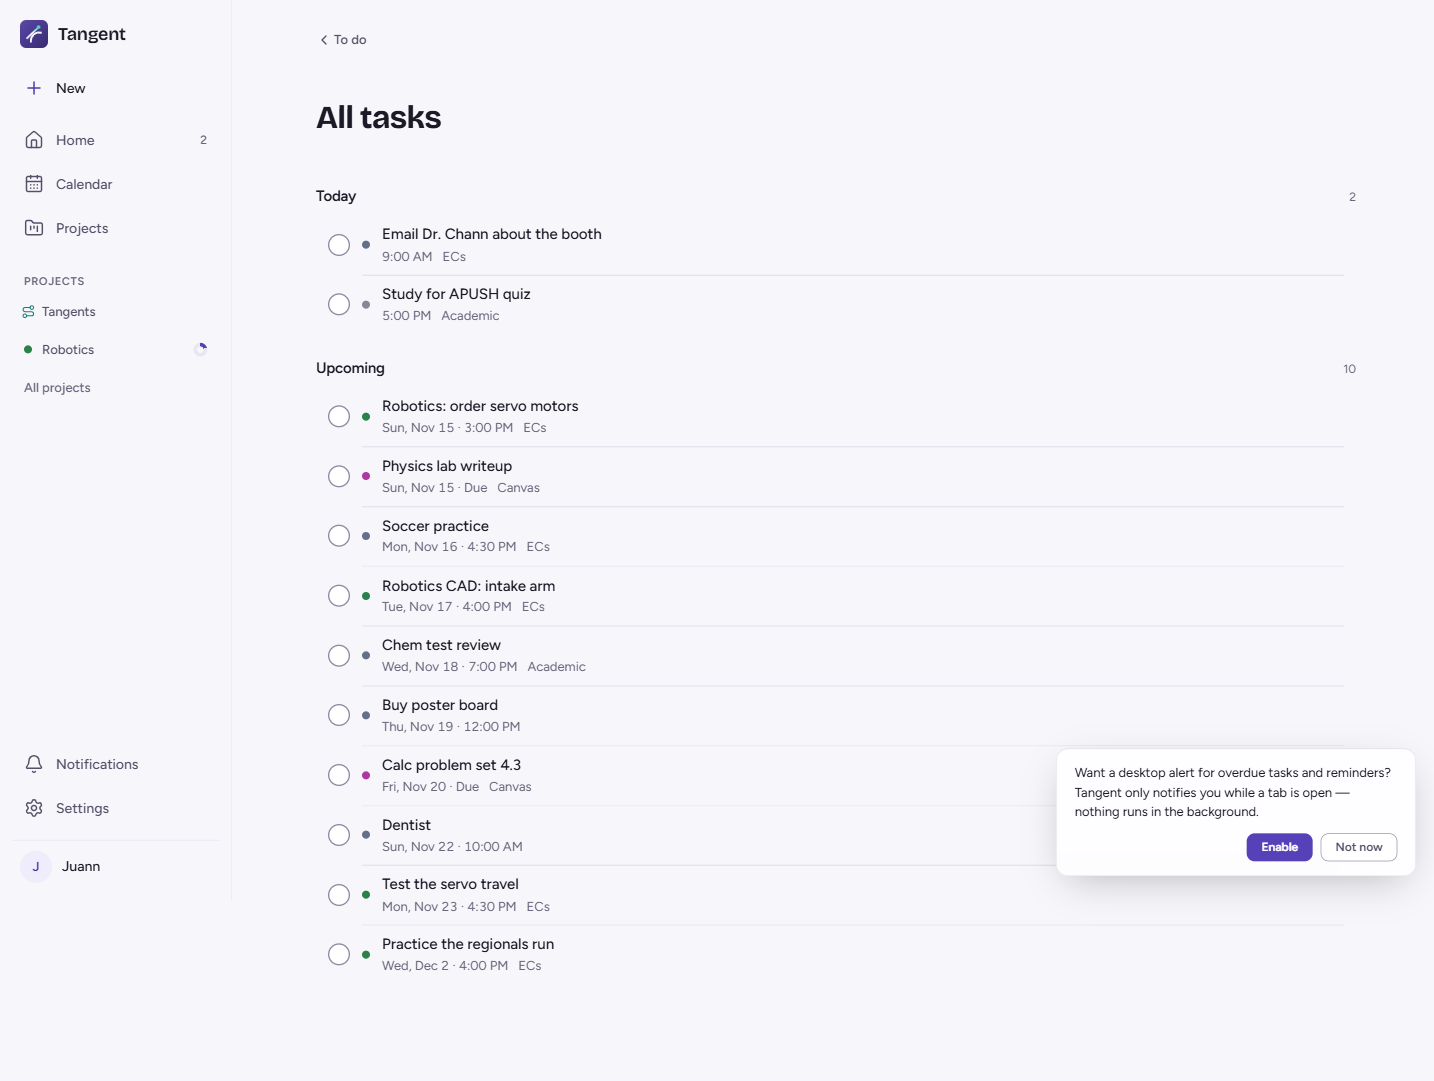 Tangent
New
Home 2
Calendar
Projects
PROJECTS
Tangents
Robotics
All projects
Notifications
Settings
J Juann
To do
All tasks
Today 2
Email Dr. Chann about the booth
9:00 AM ECs
Study for APUSH quiz
5:00 PM Academic
Upcoming 10
Robotics: order servo motors
Sun, Nov 15 · 3:00 PM ECs
Physics lab writeup
Sun, Nov 15 · Due Canvas
Soccer practice
Mon, Nov 16 · 4:30 PM ECs
Robotics CAD: intake arm
Tue, Nov 17 · 4:00 PM ECs
Chem test review
Wed, Nov 18 · 7:00 PM Academic
Buy poster board
Thu, Nov 19 · 12:00 PM
Calc problem set 4.3
Fri, Nov 20 · Due Canvas
Dentist
Sun, Nov 22 · 10:00 AM
Test the servo travel
Mon, Nov 23 · 4:30 PM ECs
Practice the regionals run
Wed, Dec 2 · 4:00 PM ECs
Want a desktop alert for overdue tasks and reminders?
Tangent only notifies you while a tab is open —
nothing runs in the background.
Enable Not now